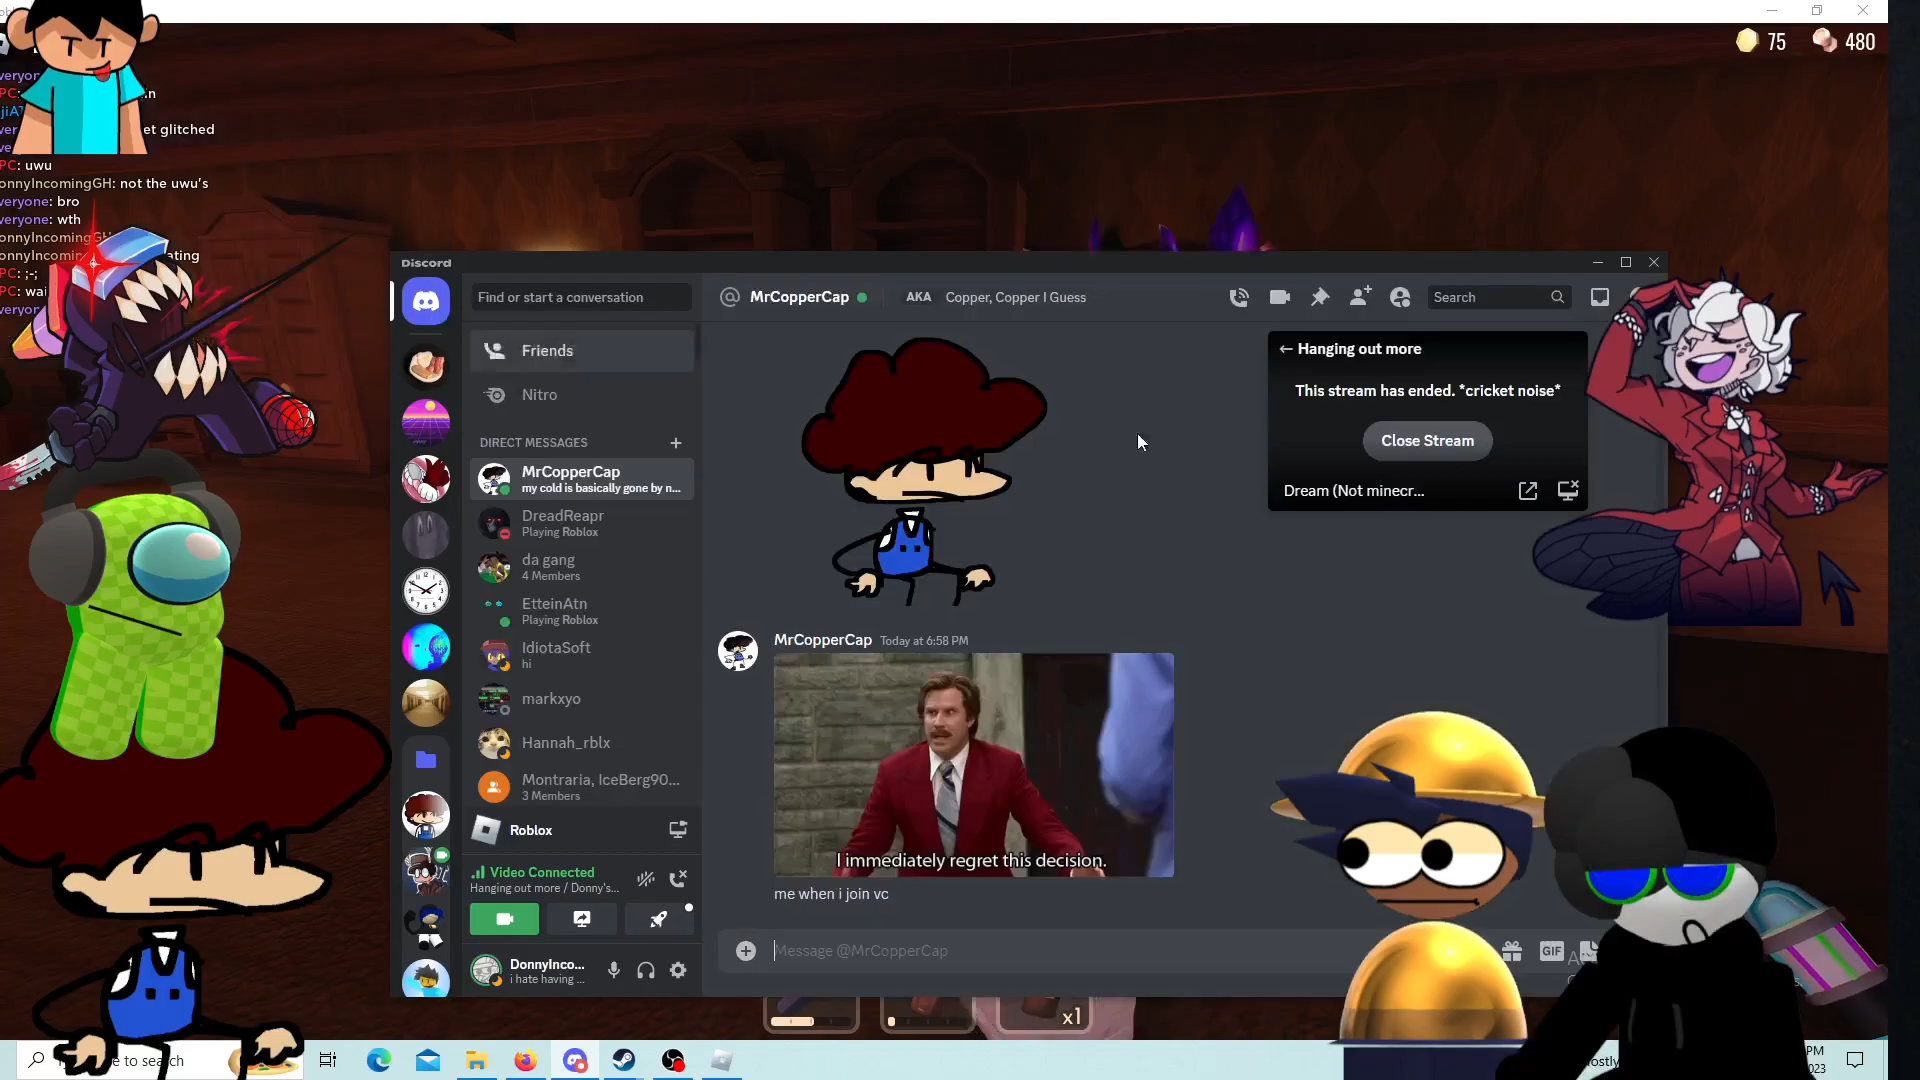 75
480
et glitched
uwu
onnyIncomingGH: not the uwu's
veryone: bro
veryone: wth
ating
PC: ;-;
Discord
Find or start a conversation
MrCopperCap
AKA Copper, Copper I Guess
Search
Friends
Nitro
DIRECT MESSAGES
MrCopperCap
my cold is basically gone by n...
DreadReapr
Playing Roblox
da gang
4 Members
EtteinAtn
Playing Roblox
IdiotaSoft
hi
markxyo
Hannah_rblx
Montraria, IceBerg90...
3 Members
Roblox
Video Connected
Hanging out more / Donny's...
DonnyInco...
i hate having ...
Hanging out more
This stream has ended. *cricket noise*
Close Stream
Dream (Not minecr...
MrCopperCap Today at 6:58 PM
I immediately regret this decision.
me when i join vc
Message @MrCopperCap
GIF
x1
e to search
ostly
PM
023